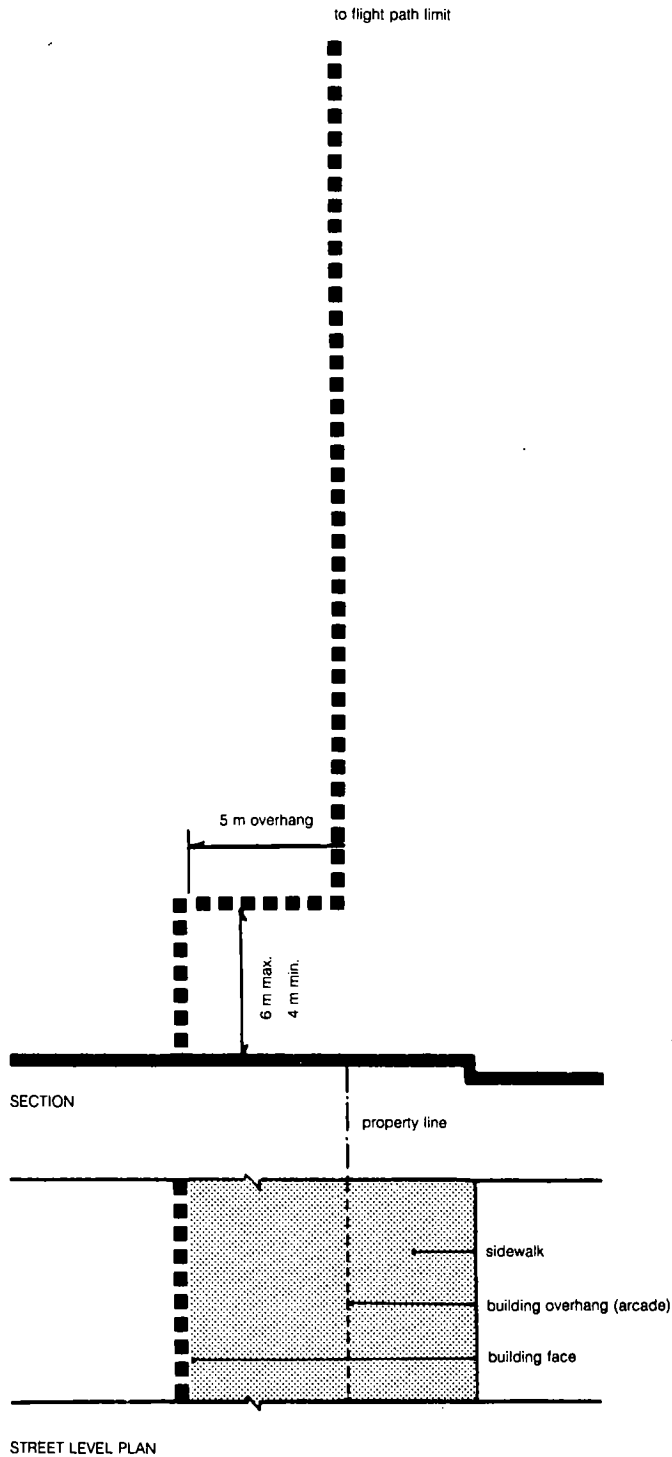 to flight path limit
5 m overhang
6 m max.
4 m min.
SECTION
property line
sidewalk
building overhang (arcade)
building face
STREET LEVEL PLAN